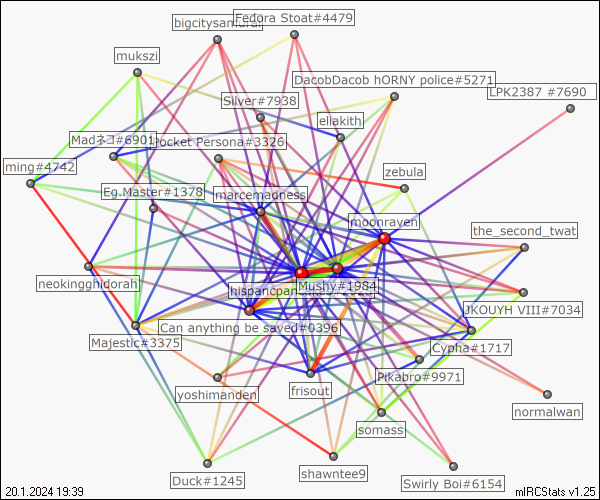 bigcitysamurai
Fedora Stoat#4479
mukszi
DacobDacob hORNY police#5271
LPK2387 #7690
Silver#7938
ellakith
Madネコ#6901
Pocket Persona#3326
ming#4742
zebula
Eg.Master#1378
marcemadness
moonraven
the_second_twat
neokingghidorah
hispancpan
Mushy#1984
JKOUYH VIII#7034
Can anything be saved#0396
Majestic#3375
Cypha#1717
Pikabro#9971
yoshimanden
frisout
normalwan
somass
Duck#1245
shawntee9
Swirly Boi#6154
20.1.2024 19:39
mIRCStats v1.25